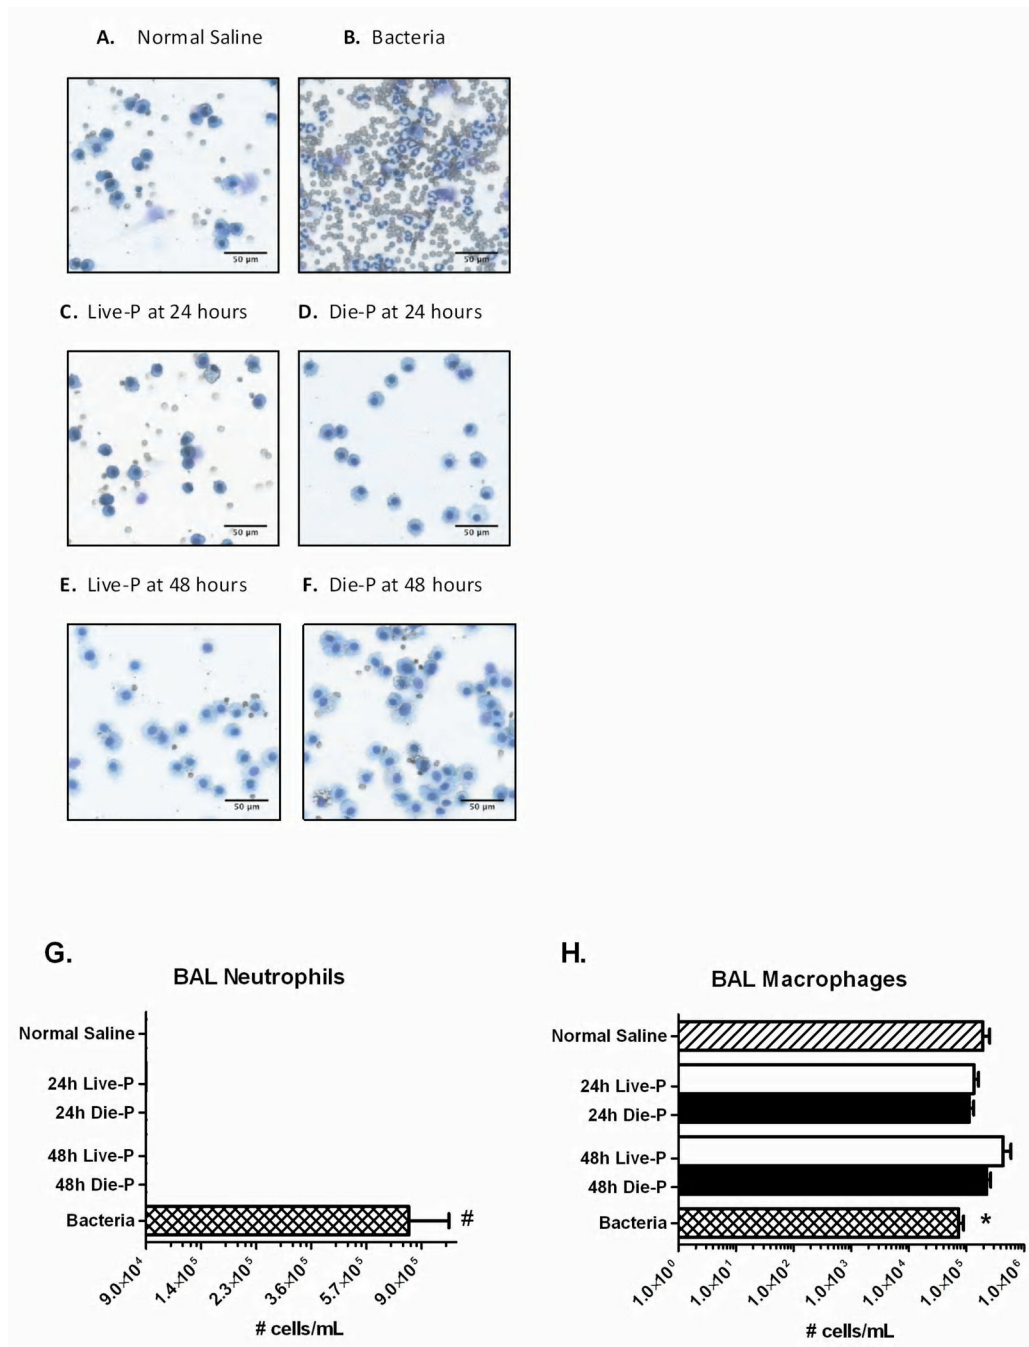 A. Normal Saline
B. Bacteria
50 µm
50 µm
C. Live-P at 24 hours
D. Die-P at 24 hours
50 µm
50 µm
E. Live-P at 48 hours
F. Die-P at 48 hours
50 µm
50 µm
G.
BAL Neutrophils
Normal Saline
24h Live-P
24h Die-P
48h Live-P
48h Die-P
Bacteria
#
9.0×10⁴
1.4×10⁵
2.3×10⁵
3.6×10⁵
5.7×10⁵
9.0×10⁵
# cells/mL
H.
BAL Macrophages
Normal Saline
24h Live-P
24h Die-P
48h Live-P
48h Die-P
Bacteria
*
1.0×10⁰
1.0×10¹
1.0×10²
1.0×10³
1.0×10⁴
1.0×10⁵
1.0×10⁶
# cells/mL